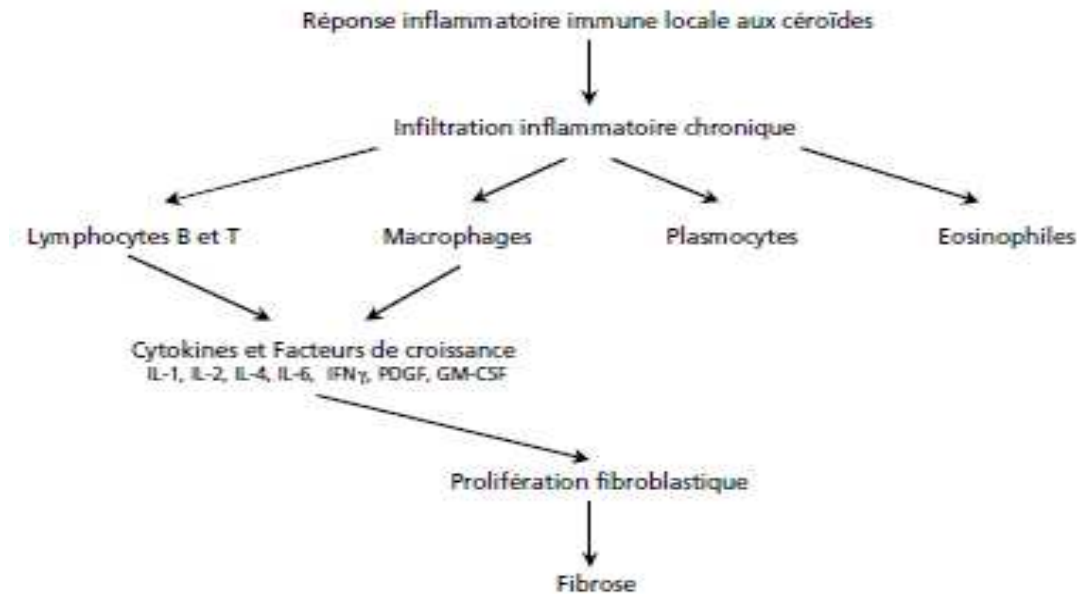 Réponse inflammatoire immune locale aux céroïdes
Infiltration inflammatoire chronique
Lymphocytes B et T Macrophages Plasmocytes Eosinophiles
Cytokines et Facteurs de croissance
IL-1, IL-2, IL-4, IL-6, IFNγ, PDGF, GM-CSF
Prolifération fibroblastique
Fibrose